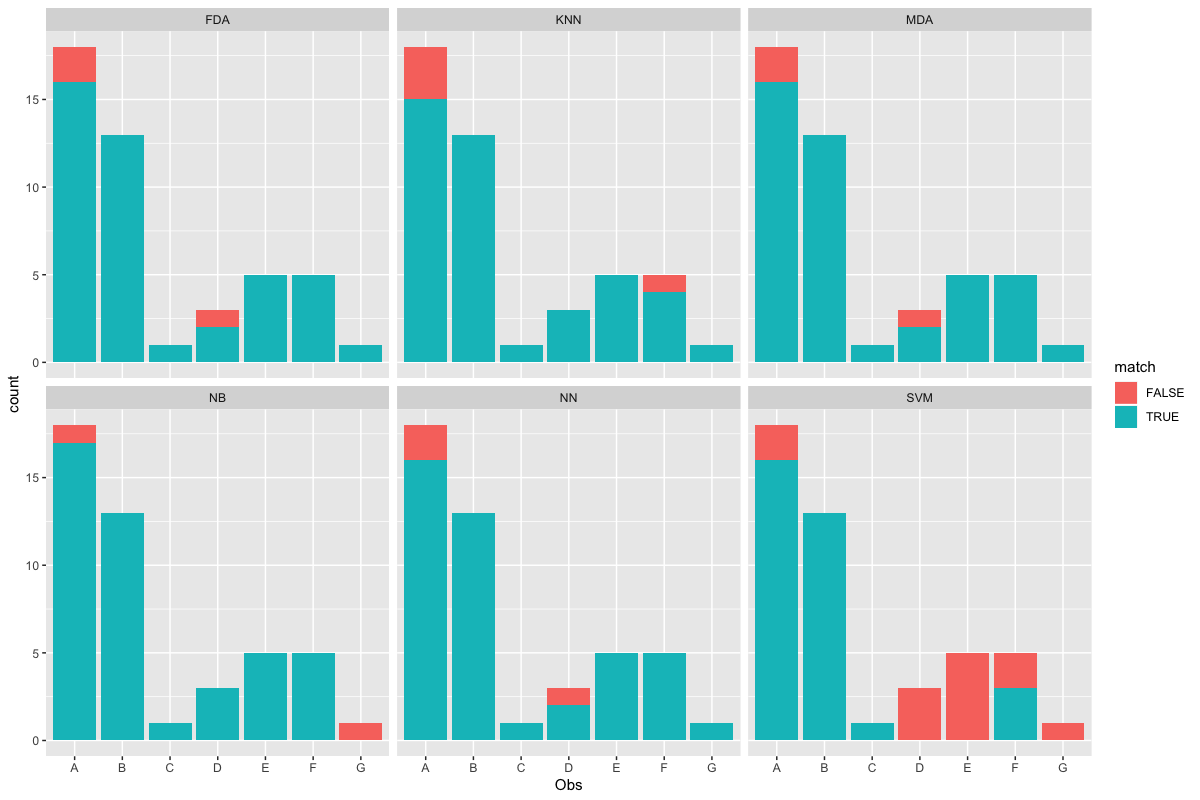 FDA KNN MDA
15
10
5
0
NB NN SVM
15
10
5
0
A B C D E F G A B C D E F G A B C D E F G
Obs
count
match
FALSE
TRUE